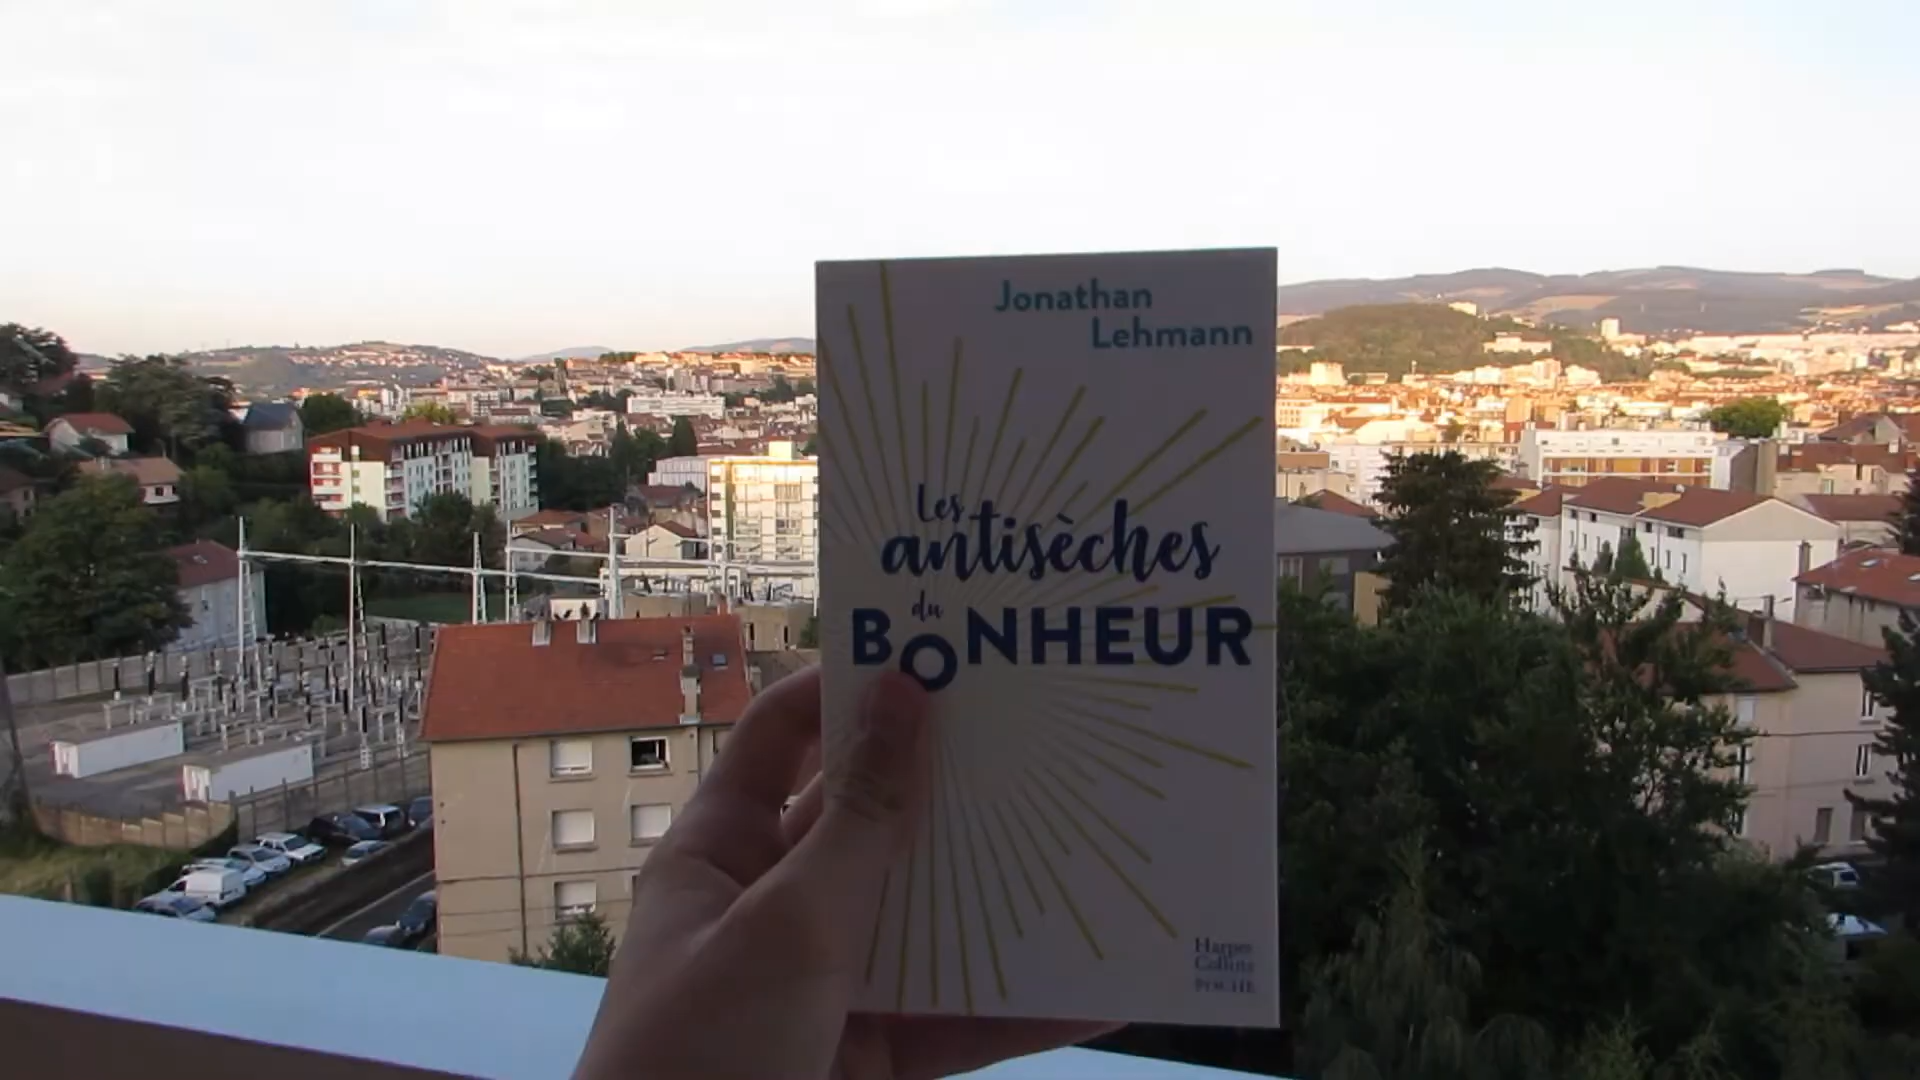 Jonathan
Lehmann
Les
antisèches
du
BONHEUR
Harper
Collins
POCHE